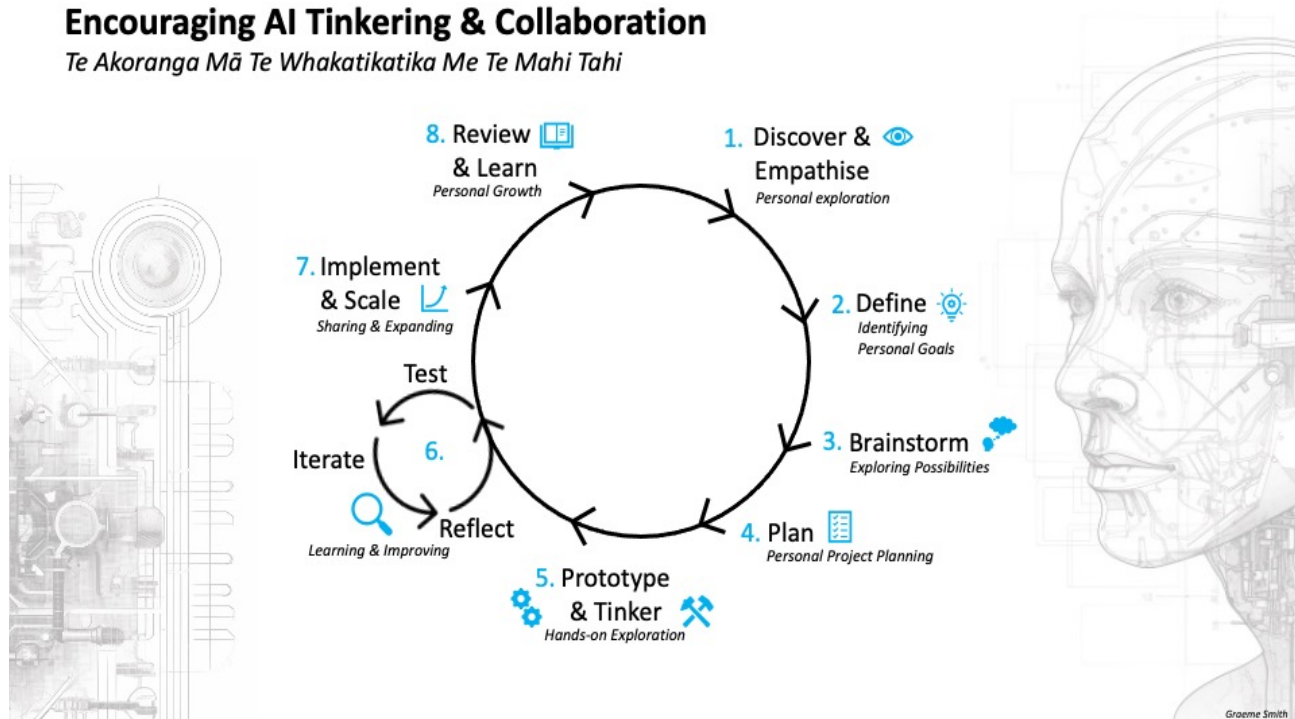 Encouraging AI Tinkering & Collaboration
Te Akoranga Mā Te Whakatikatika Me Te Mahi Tahi
1. Discover &
Empathise
Personal exploration
2. Define
Identifying
Personal Goals
3. Brainstorm
Exploring Possibilities
4. Plan
Personal Project Planning
5. Prototype
& Tinker
Hands-on Exploration
6.
Test
Iterate
Reflect
Learning & Improving
7. Implement
& Scale
Sharing & Expanding
8. Review
& Learn
Personal Growth
Graeme Smith